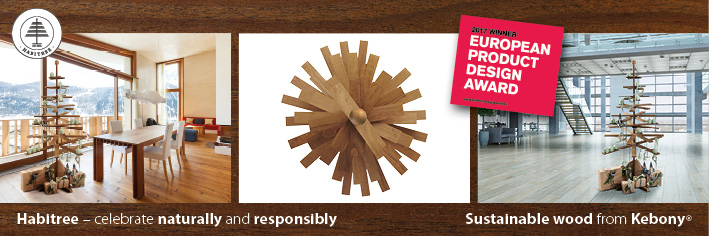 HABITREE
2017 WINNER
EUROPEAN
PRODUCT
DESIGN
AWARD
Habitree – celebrate naturally and responsibly
Sustainable wood from Kebony®